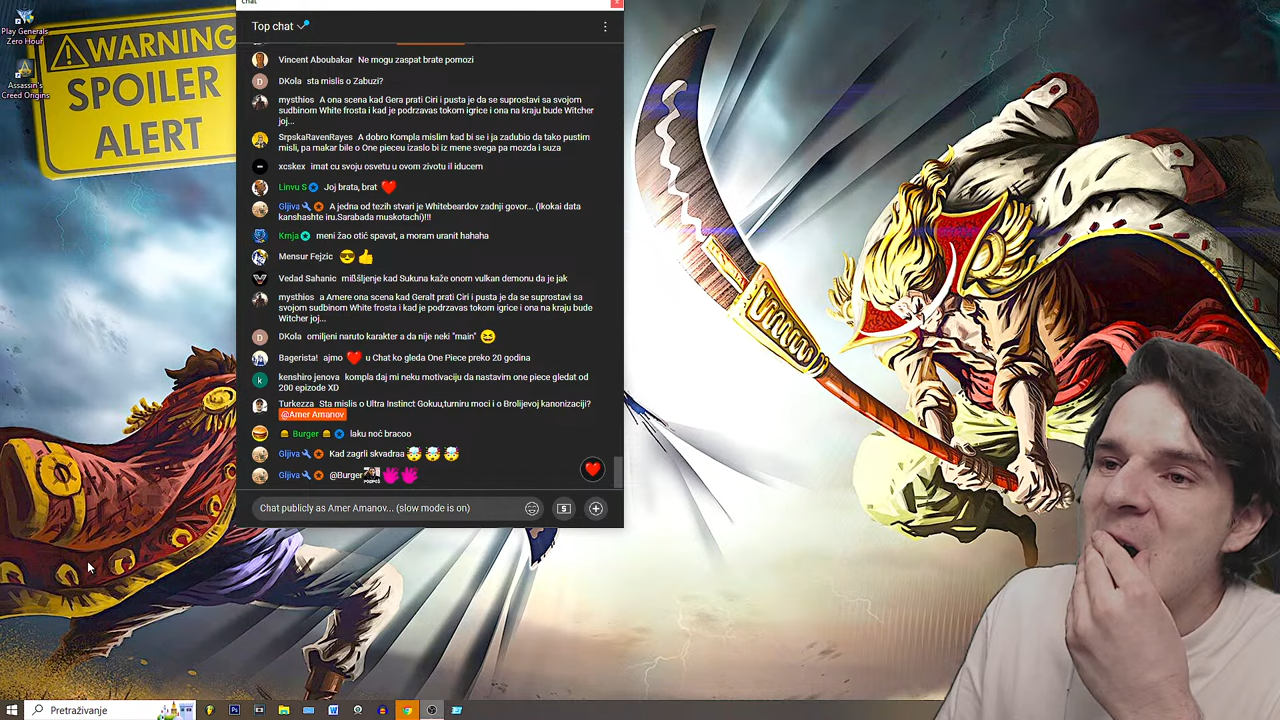 Chat
Play Generals
Zero Hour
Assassin's
Creed Origins
WARNING
SPOILER
ALERT
Top chat
Vincent Aboubakar Ne mogu zaspat brate pomozi
D DKola sta mislis o Zabuzi?
mysthios A ona scena kad Gera prati Ciri i pusta je da se suprostavi sa svojom
sudbinom White frosta i kad je podrzavas tokom igrice i ona na kraju bude Witcher
joj...
SrpskaRavenRayes A dobro Kompla mislim kad bi se i ja zadubio da tako pustim
misli, pa makar bile o One pieceu izaslo bi iz mene svega pa mozda i suza
xcskex imat cu svoju osvetu u ovom zivotu il iducem
Linvu S Joj brata, brat ❤️
Gljiva A jedna od tezih stvari je Whitebeardov zadnji govor... (Ikokai data
kanshashte iru.Sarabada muskotachi)!!!
Krnja meni žao otić spavat, a moram uranit hahaha
Mensur Fejzic 😎👍
Vedad Sahanic mißšljenje kad Sukuna kaže onom vulkan demonu da je jak
mysthios a Amere ona scena kad Geralt prati Ciri i pusta je da se suprostavi sa
svojom sudbinom White frosta i kad je podrzavas tokom igrice i ona na kraju bude
Witcher joj...
D DKola omiljeni naruto karakter a da nije neki "main" 😆
Bagerista! ajmo ❤️ u Chat ko gleda One Piece preko 20 godina
k kenshiro jenova kompla daj mi neku motivaciju da nastavim one piece gledat od
200 epizode XD
Turkezza Sta mislis o Ultra Instinct Gokuu,turniru moci i o Brolijevoj kanonizaciji?
@Amer Amanov
🍔 Burger 🍔 laku noć bracoo
Gljiva Kad zagrli skvadraa🤯🤯🤯
Gljiva @Burger
Chat publicly as Amer Amanov... (slow mode is on)
Pretraživanje